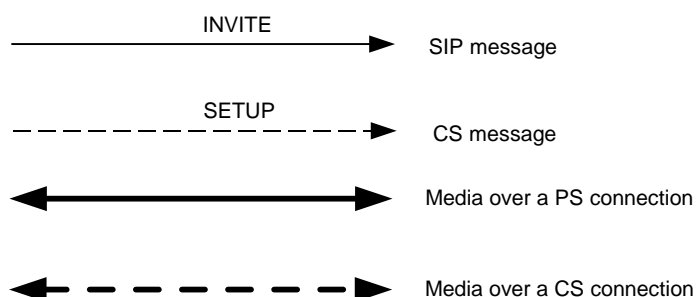 INVITE
SIP message
SETUP
CS message
Media over a PS connection
Media over a CS connection